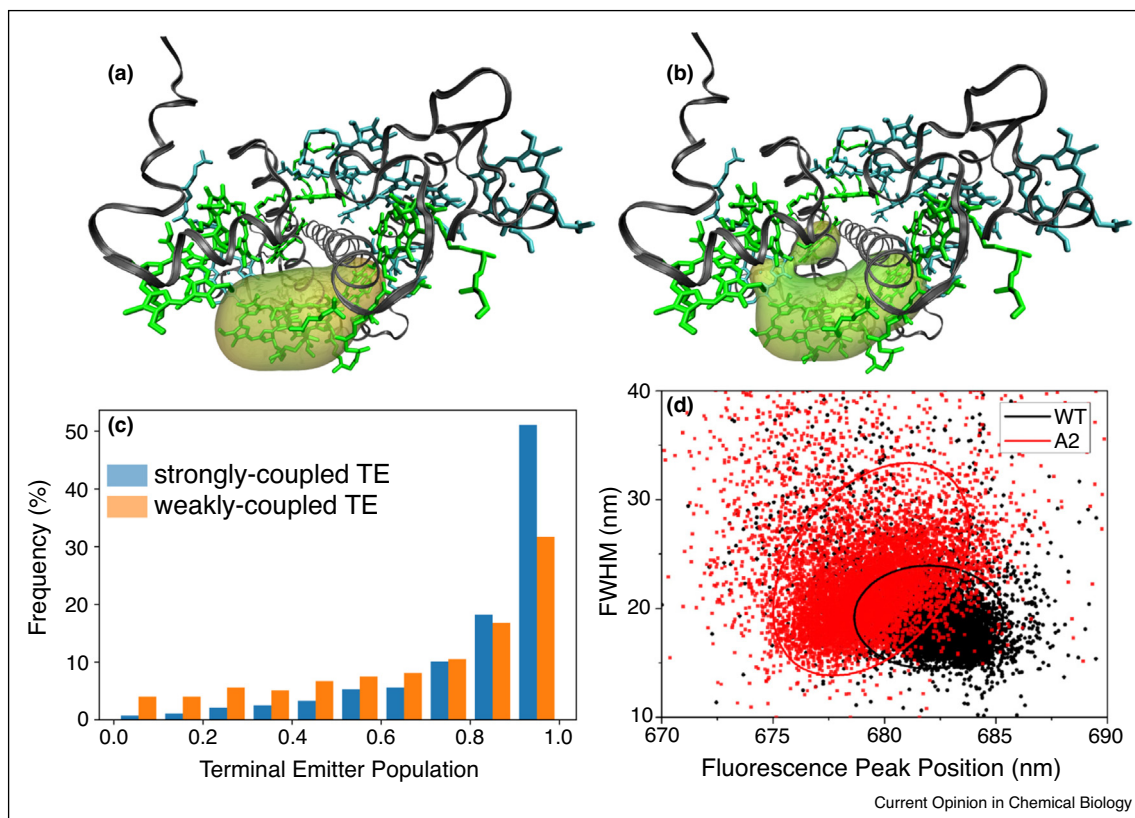 (a)
(b)
(c)
50
40
30
20
10
0
Frequency (%)
strongly-coupled TE
weakly-coupled TE
0.0 0.2 0.4 0.6 0.8 1.0
Terminal Emitter Population
(d)
40
30
20
10
FWHM (nm)
WT
A2
670 675 680 685 690
Fluorescence Peak Position (nm)
Current Opinion in Chemical Biology